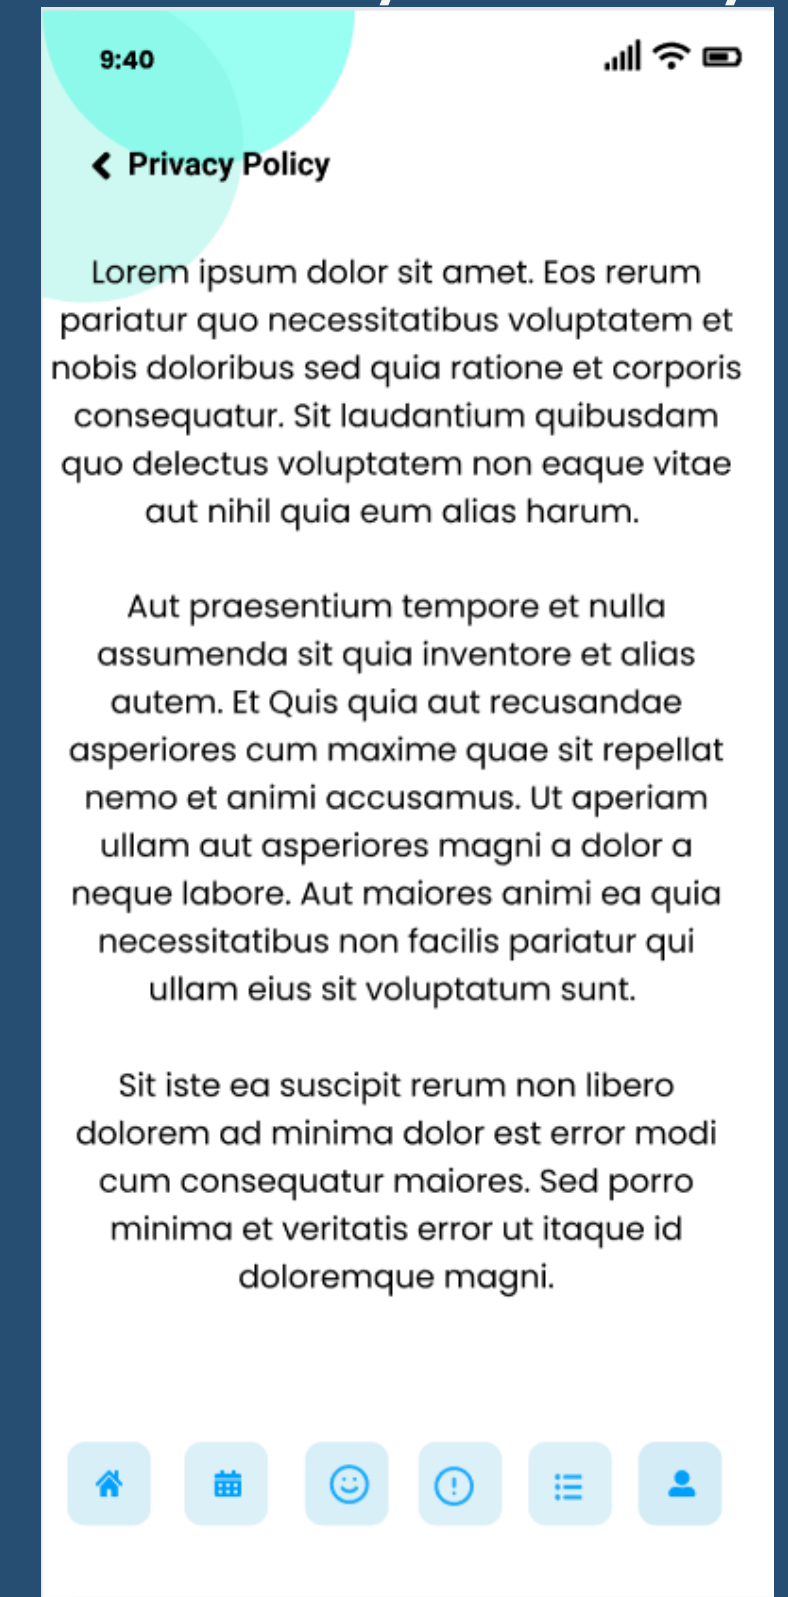 9:40
Privacy Policy
Lorem ipsum dolor sit amet. Eos rerum
pariatur quo necessitatibus voluptatem et
nobis doloribus sed quia ratione et corporis
consequatur. Sit laudantium quibusdam
quo delectus voluptatem non eaque vitae
aut nihil quia eum alias harum.
Aut praesentium tempore et nulla
assumenda sit quia inventore et alias
autem. Et Quis quia aut recusandae
asperiores cum maxime quae sit repellat
nemo et animi accusamus. Ut aperiam
ullam aut asperiores magni a dolor a
neque labore. Aut maiores animi ea quia
necessitatibus non facilis pariatur qui
ullam eius sit voluptatum sunt.
Sit iste ea suscipit rerum non libero
dolorem ad minima dolor est error modi
cum consequatur maiores. Sed porro
minima et veritatis error ut itaque id
doloremque magni.